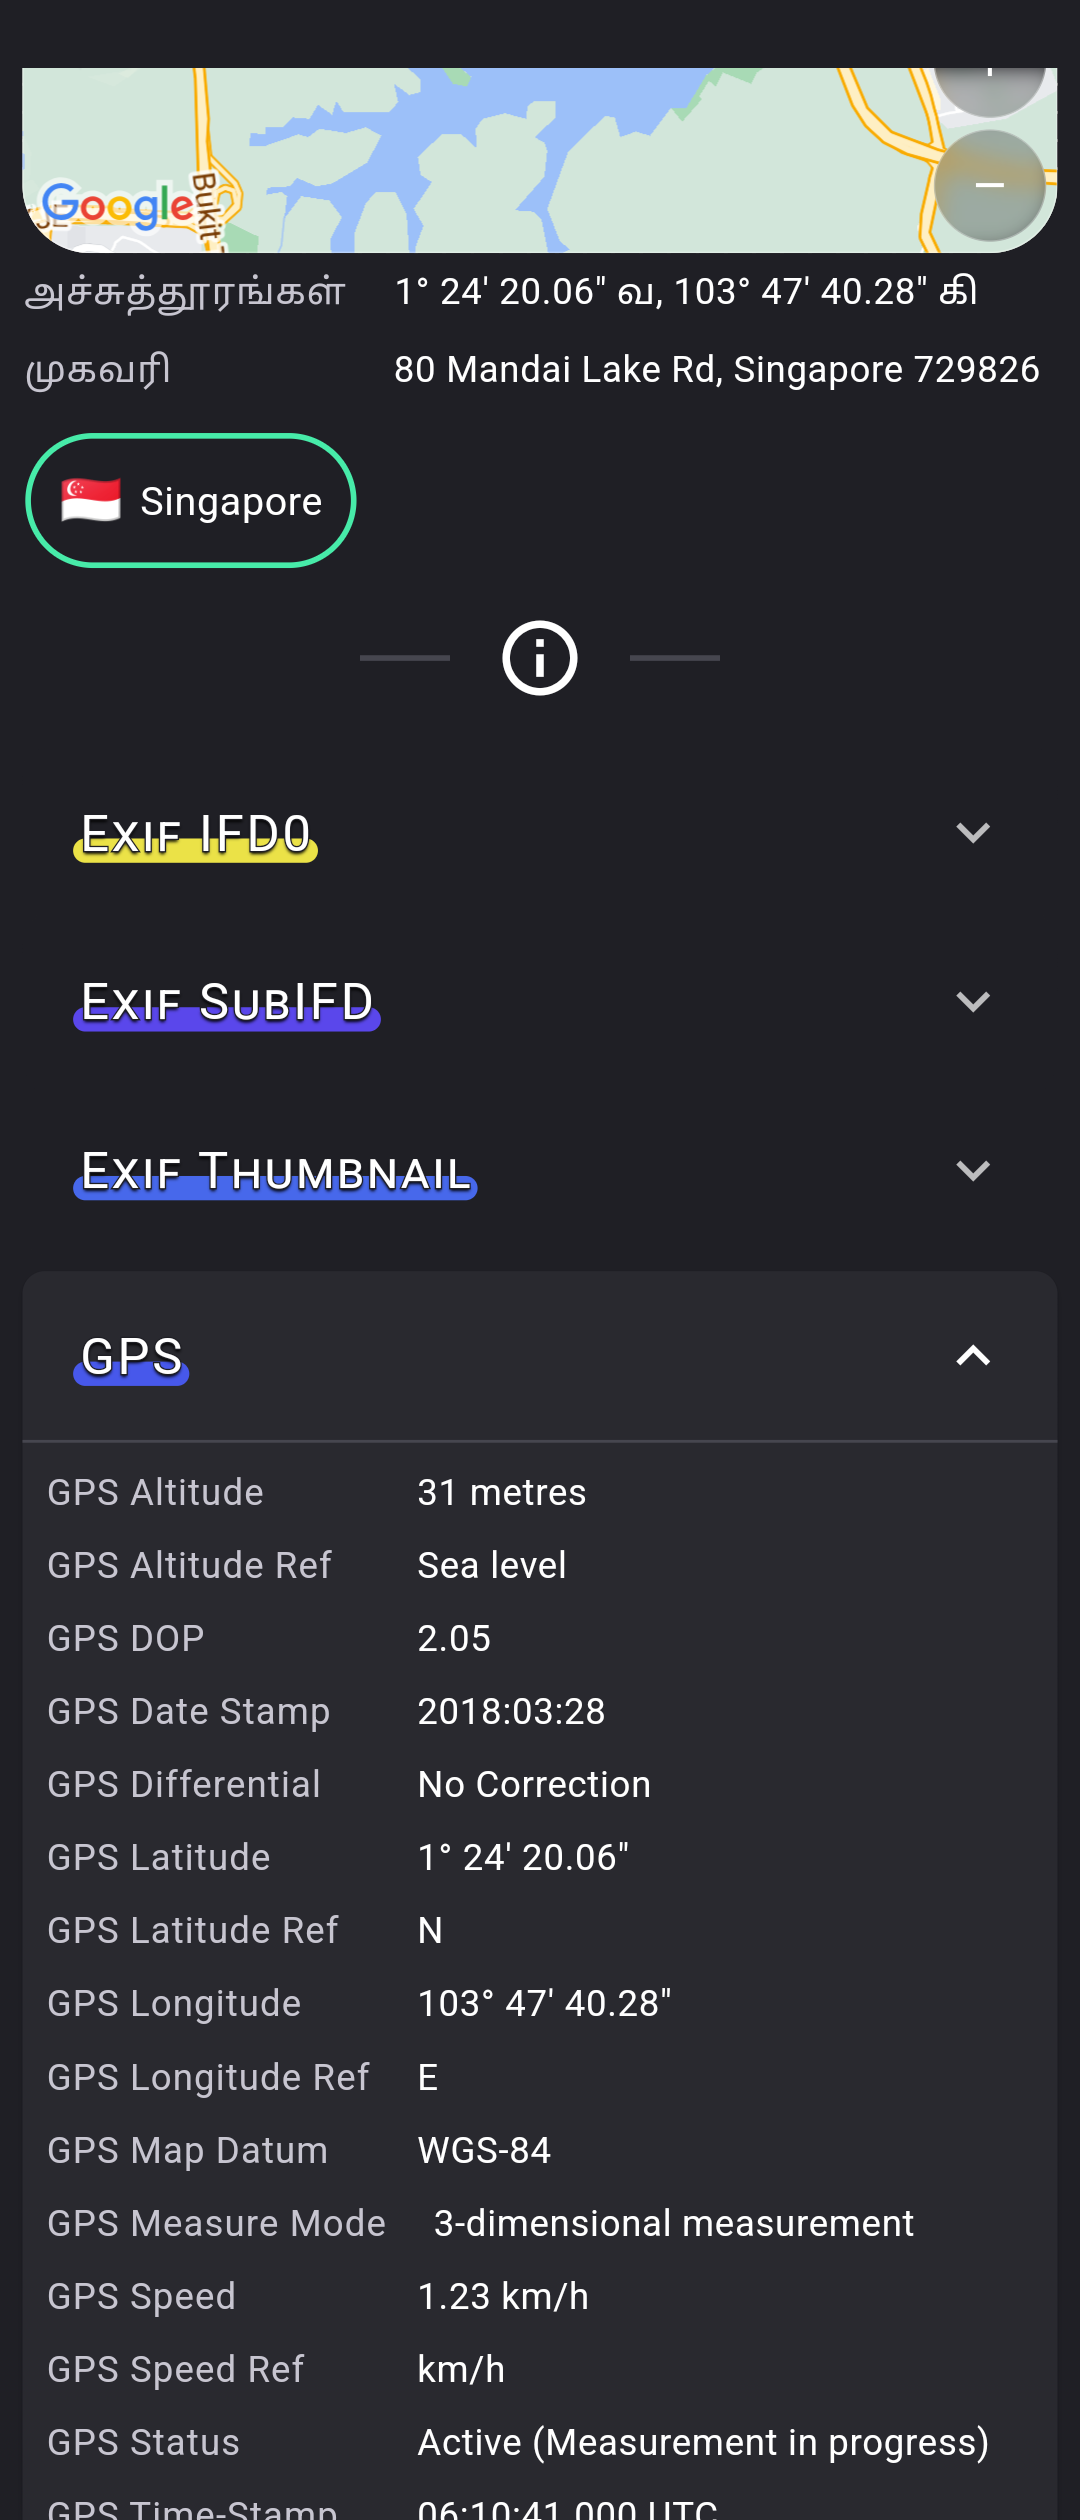 Google
Bukit
அச்சுத்தூரங்கள் 1° 24' 20.06" வ, 103° 47' 40.28" கி
முகவரி 80 Mandai Lake Rd, Singapore 729826
Singapore
Exif IFD0
Exif SubIFD
Exif Thumbnail
GPS
GPS Altitude 31 metres
GPS Altitude Ref Sea level
GPS DOP 2.05
GPS Date Stamp 2018:03:28
GPS Differential No Correction
GPS Latitude 1° 24' 20.06"
GPS Latitude Ref N
GPS Longitude 103° 47' 40.28"
GPS Longitude Ref E
GPS Map Datum WGS-84
GPS Measure Mode 3-dimensional measurement
GPS Speed 1.23 km/h
GPS Speed Ref km/h
GPS Status Active (Measurement in progress)
GPS Time-Stamp 06:10:41.000 UTC